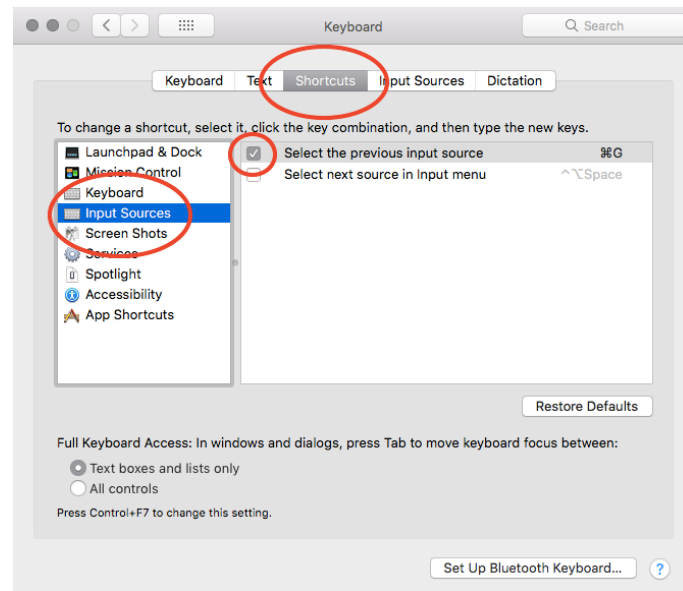 Keyboard
Search
Keyboard Text Shortcuts Input Sources Dictation
To change a shortcut, select it, click the key combination, and then type the new keys.
Launchpad & Dock
Mission Control
Keyboard
Input Sources
Screen Shots
Services
Spotlight
Accessibility
App Shortcuts
Select the previous input source ⌘G
Select next source in Input menu ^⌥Space
Restore Defaults
Full Keyboard Access: In windows and dialogs, press Tab to move keyboard focus between:
Text boxes and lists only
All controls
Press Control+F7 to change this setting.
Set Up Bluetooth Keyboard... ?